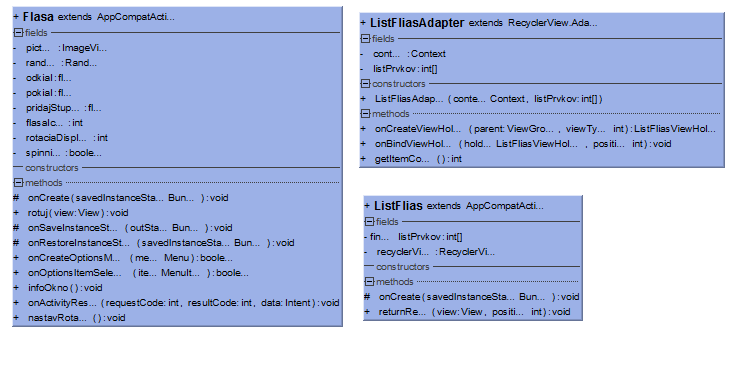 + Flasa extends AppCompatActi...
fields
- pict... :ImageVi...
- rand... :Rand...
- odkial:fl...
- pokial:fl...
- pridajStup... :fl...
- flasaIc... :int
- rotaciaDispl... :int
- spinni... :boole...
constructors
methods
# onCreate(savedInstanceSta... Bun... ):void
+ rotuj(view:View):void
# onSaveInstanceSt... (outSta... Bun... ):void
# onRestoreInstanceSt... (savedInstanceSta... Bun... ):void
+ onCreateOptionsM... (me... Menu):boole...
+ onOptionsItemSele... (ite... MenuIt... ):boole...
+ infoOkno():void
+ onActivityRes... (requestCode:int, resultCode:int, data:Intent):void
+ nastavRota... ():void
+ ListFliasAdapter extends RecyclerView.Ada...
fields
- cont... :Context
- listPrvkov:int[]
constructors
+ ListFliasAdap... (conte... Context, listPrvkov:int[])
methods
+ onCreateViewHol... (parent:ViewGro... , viewTy... int):ListFliasViewHol...
+ onBindViewHol... (hold... ListFliasViewHol... , positi... int):void
+ getItemCo... ():int
+ ListFlias extends AppCompatActi...
fields
- fin... listPrvkov:int[]
- recyclerVi... :RecyclerVi...
constructors
methods
# onCreate(savedInstanceSta... Bun... ):void
+ returnRe... (view:View, positi... int):void